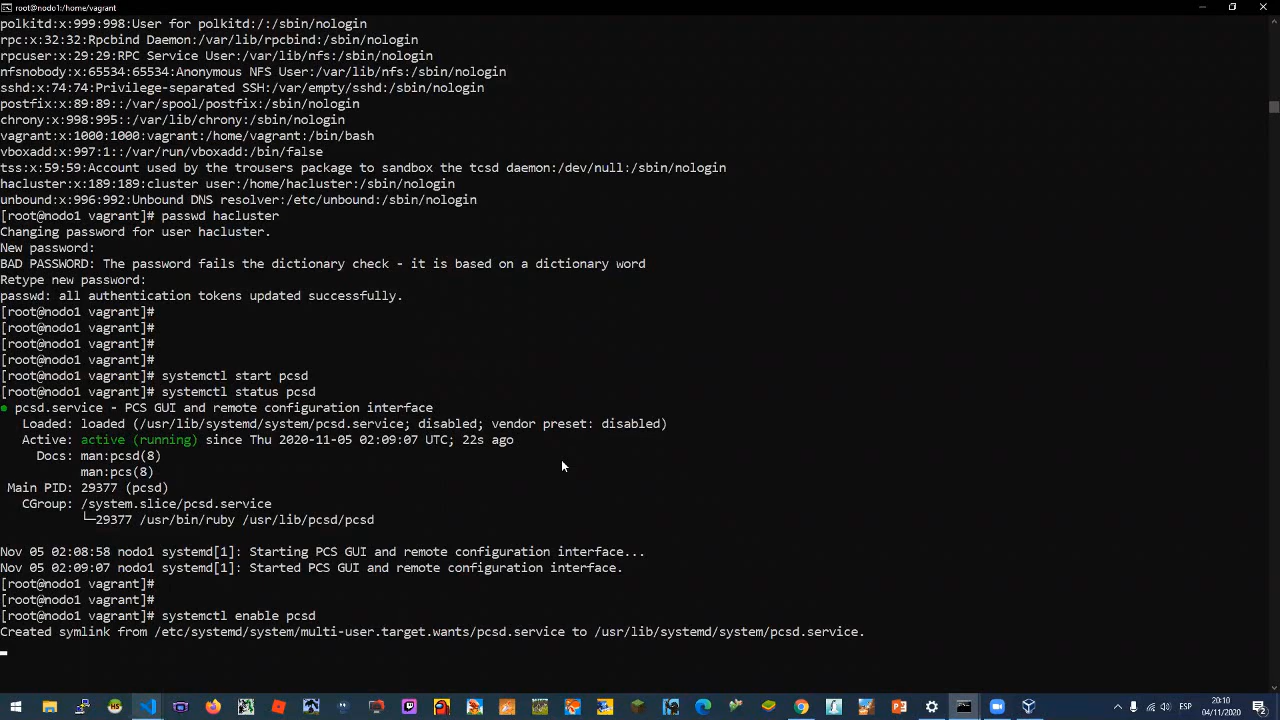 root@nodo1:/home/vagrant
polkitd:x:999:998:User for polkitd:/:/sbin/nologin
rpc:x:32:32:Rpcbind Daemon:/var/lib/rpcbind:/sbin/nologin
rpcuser:x:29:29:RPC Service User:/var/lib/nfs:/sbin/nologin
nfsnobody:x:65534:65534:Anonymous NFS User:/var/lib/nfs:/sbin/nologin
sshd:x:74:74:Privilege-separated SSH:/var/empty/sshd:/sbin/nologin
postfix:x:89:89::/var/spool/postfix:/sbin/nologin
chrony:x:998:995::/var/lib/chrony:/sbin/nologin
vagrant:x:1000:1000:vagrant:/home/vagrant:/bin/bash
vboxadd:x:997:1::/var/run/vboxadd:/bin/false
tss:x:59:59:Account used by the trousers package to sandbox the tcsd daemon:/dev/null:/sbin/nologin
hacluster:x:189:189:cluster user:/home/hacluster:/sbin/nologin
unbound:x:996:992:Unbound DNS resolver:/etc/unbound:/sbin/nologin
[root@nodo1 vagrant]# passwd hacluster
Changing password for user hacluster.
New password:
BAD PASSWORD: The password fails the dictionary check - it is based on a dictionary word
Retype new password:
passwd: all authentication tokens updated successfully.
[root@nodo1 vagrant]#
[root@nodo1 vagrant]#
[root@nodo1 vagrant]#
[root@nodo1 vagrant]#
[root@nodo1 vagrant]# systemctl start pcsd
[root@nodo1 vagrant]# systemctl status pcsd
● pcsd.service - PCS GUI and remote configuration interface
Loaded: loaded (/usr/lib/systemd/system/pcsd.service; disabled; vendor preset: disabled)
Active: active (running) since Thu 2020-11-05 02:09:07 UTC; 22s ago
Docs: man:pcsd(8)
man:pcs(8)
Main PID: 29377 (pcsd)
CGroup: /system.slice/pcsd.service
└─29377 /usr/bin/ruby /usr/lib/pcsd/pcsd
Nov 05 02:08:58 nodo1 systemd[1]: Starting PCS GUI and remote configuration interface...
Nov 05 02:09:07 nodo1 systemd[1]: Started PCS GUI and remote configuration interface.
[root@nodo1 vagrant]#
[root@nodo1 vagrant]#
[root@nodo1 vagrant]# systemctl enable pcsd
Created symlink from /etc/systemd/system/multi-user.target.wants/pcsd.service to /usr/lib/systemd/system/pcsd.service.
ESP
20:10
04/11/2020